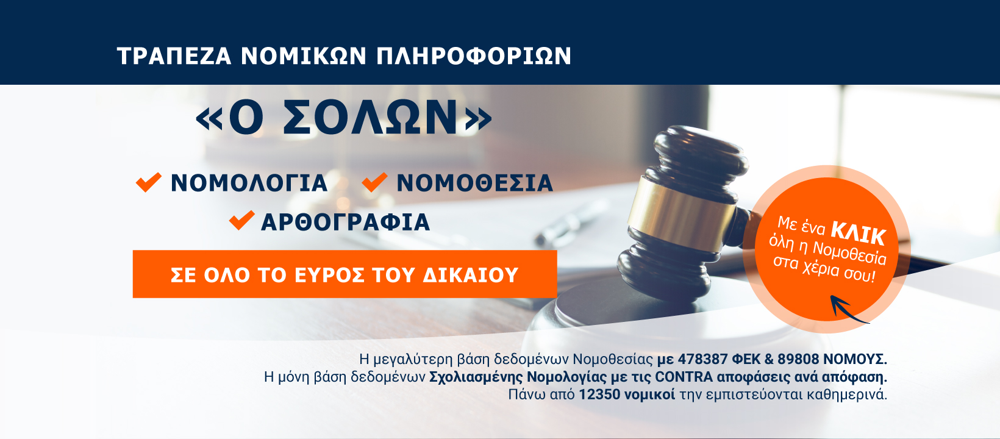 ΤΡΑΠΕΖΑ ΝΟΜΙΚΩΝ ΠΛΗΡΟΦΟΡΙΩΝ
«Ο ΣΟΛΩΝ»
ΝΟΜΟΛΟΓΙΑ ΝΟΜΟΘΕΣΙΑ
ΑΡΘΟΓΡΑΦΙΑ
ΣΕ ΟΛΟ ΤΟ ΕΥΡΟΣ ΤΟΥ ΔΙΚΑΙΟΥ
Με ένα ΚΛΙΚ
όλη η Νομοθεσία
στα χέρια σου!
Η μεγαλύτερη βάση δεδομένων Νομοθεσίας με 478387 ΦΕΚ & 89808 ΝΟΜΟΥΣ.
Η μόνη βάση δεδομένων Σχολιασμένης Νομολογίας με τις CONTRA αποφάσεις ανά απόφαση.
Πάνω από 12350 νομικοί την εμπιστεύονται καθημερινά.